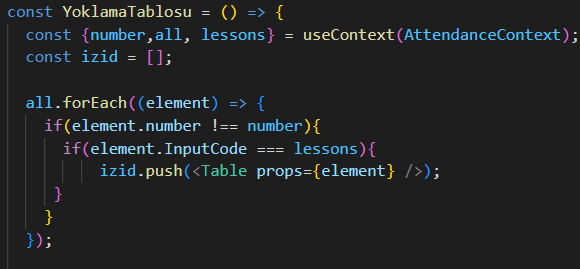 const YoklamaTablosu = () => {
const {number,all, lessons} = useContext(AttendanceContext);
const izid = [];
all.forEach((element) => {
if(element.number !== number){
if(element.InputCode === lessons){
izid.push(<Table props={element} />);
}
}
});